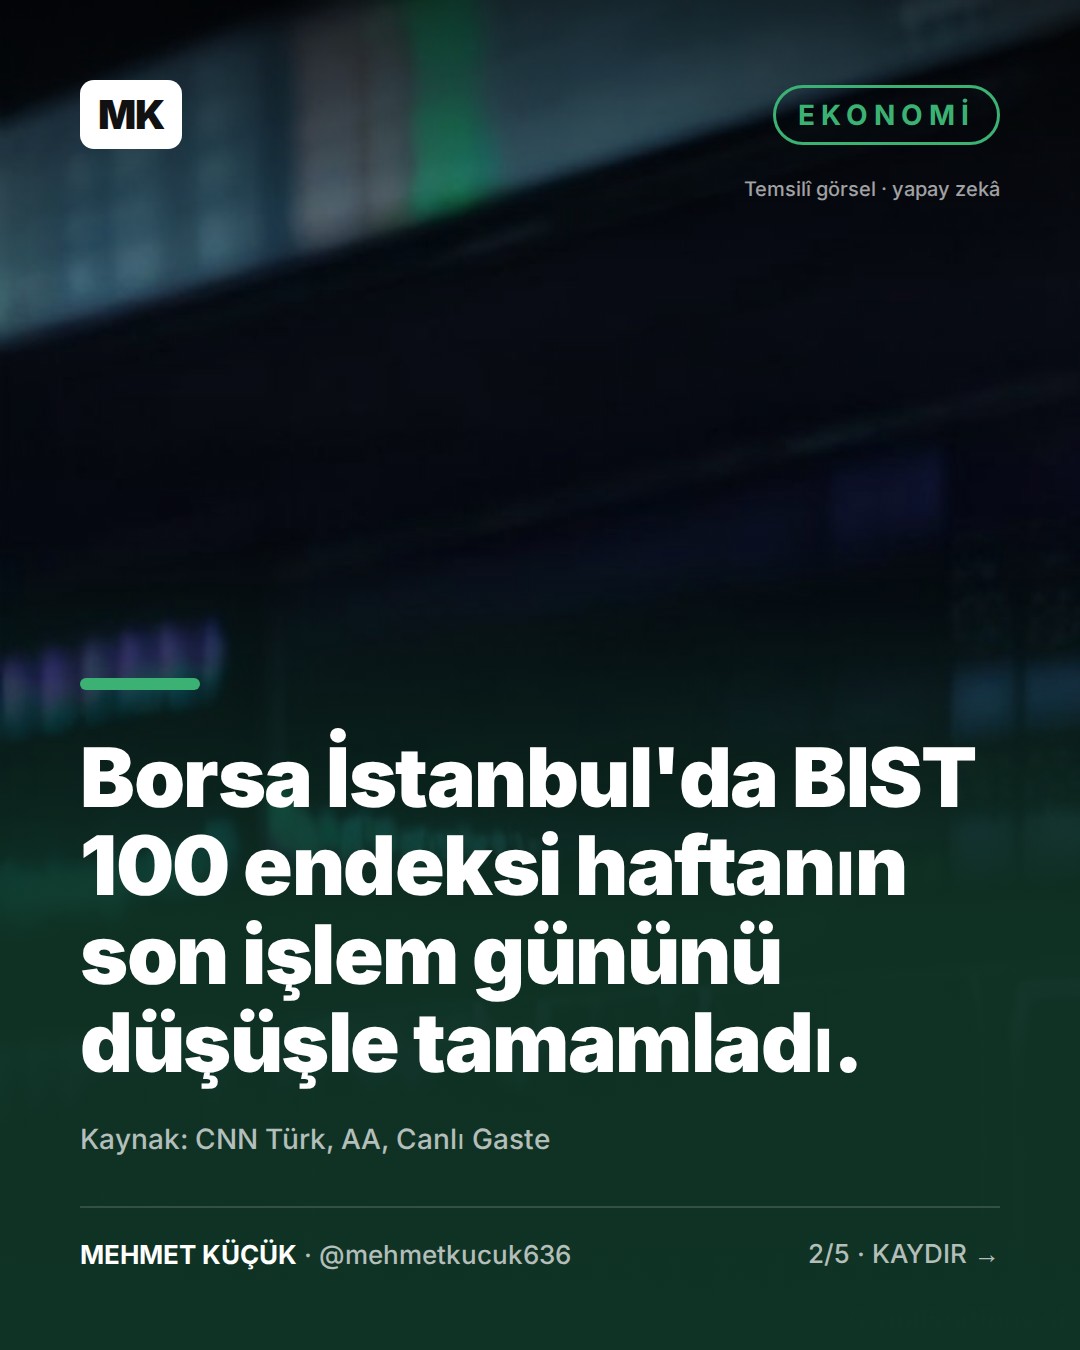 MK
EKONOMİ
Temsilî görsel · yapay zekâ
Borsa İstanbul'da BIST
100 endeksi haftanın
son işlem gününü
düşüşle tamamladı.
Kaynak: CNN Türk, AA, Canlı Gaste
MEHMET KÜÇÜK · @mehmetkucuk636
2/5 · KAYDIR →